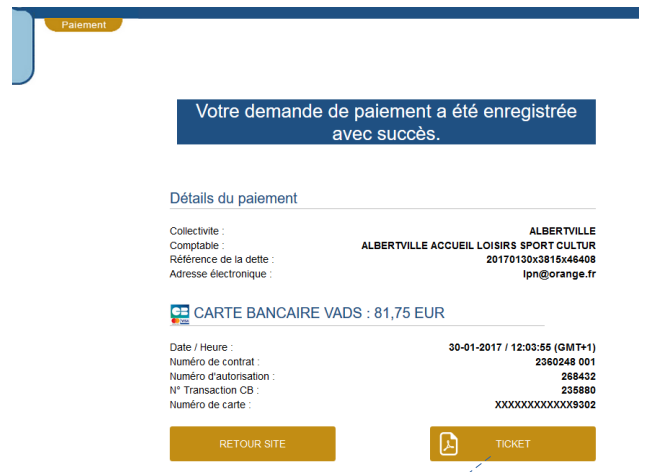 Paiement
Votre demande de paiement a été enregistrée
avec succès.
Détails du paiement
Collectivite : ALBERTVILLE
Comptable : ALBERTVILLE ACCUEIL LOISIRS SPORT CULTUR
Référence de la dette : 20170130x3815x46408
Adresse électronique : lpn@orange.fr
CB CARTE BANCAIRE VADS : 81,75 EUR
Date / Heure : 30-01-2017 / 12:03:55 (GMT+1)
Numéro de contrat : 2360248 001
Numéro d'autorisation : 268432
N° Transaction CB : 235880
Numéro de carte : XXXXXXXXXXXX9302
RETOUR SITE TICKET